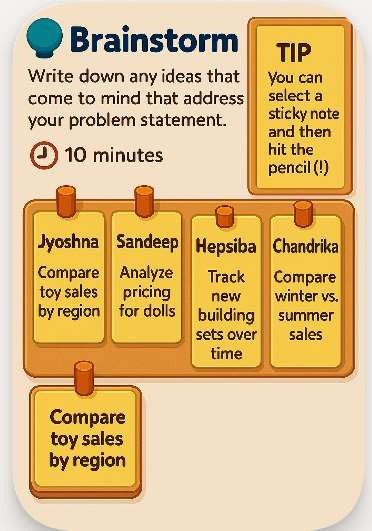 Brainstorm
Write down any ideas that
come to mind that address
your problem statement.
10 minutes
TIP
You can
select a
sticky note
and then
hit the
pencil (!)
Jyoshna
Compare
toy sales
by region
Sandeep
Analyze
pricing
for dolls
Hepsiba
Track
new
building
sets over
time
Chandrika
Compare
winter vs.
summer
sales
Compare
toy sales
by region